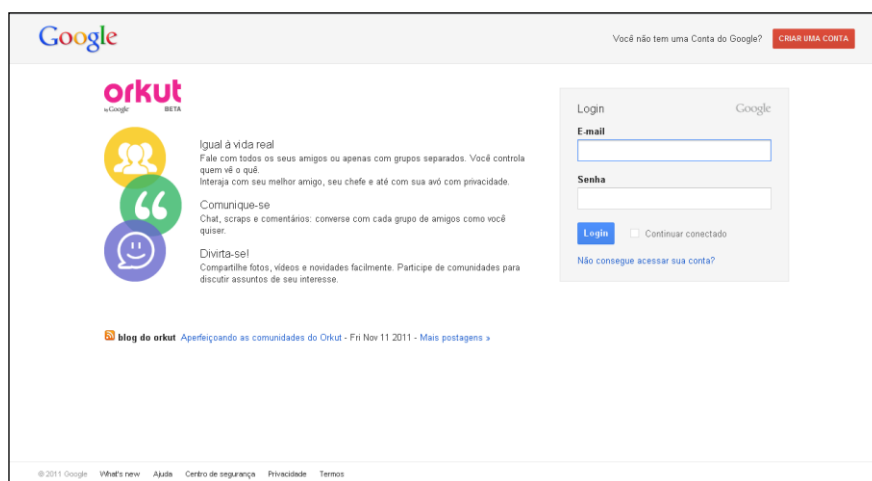 Google
Você não tem uma Conta do Google? CRIAR UMA CONTA
orkut
by Google BETA
Igual à vida real
Fale com todos os seus amigos ou apenas com grupos separados. Você controla
quem vê o quê.
Interaja com seu melhor amigo, seu chefe e até com sua avó com privacidade.
Comunique-se
Chat, scraps e comentários: converse com cada grupo de amigos como você
quiser.
Divirta-se!
Compartilhe fotos, vídeos e novidades facilmente. Participe de comunidades para
discutir assuntos de seu interesse.
Login Google
E-mail
Senha
Login Continuar conectado
Não consegue acessar sua conta?
blog do orkut Aperfeiçoando as comunidades do Orkut - Fri Nov 11 2011 - Mais postagens »
© 2011 Google What's new Ajuda Centro de segurança Privacidade Termos